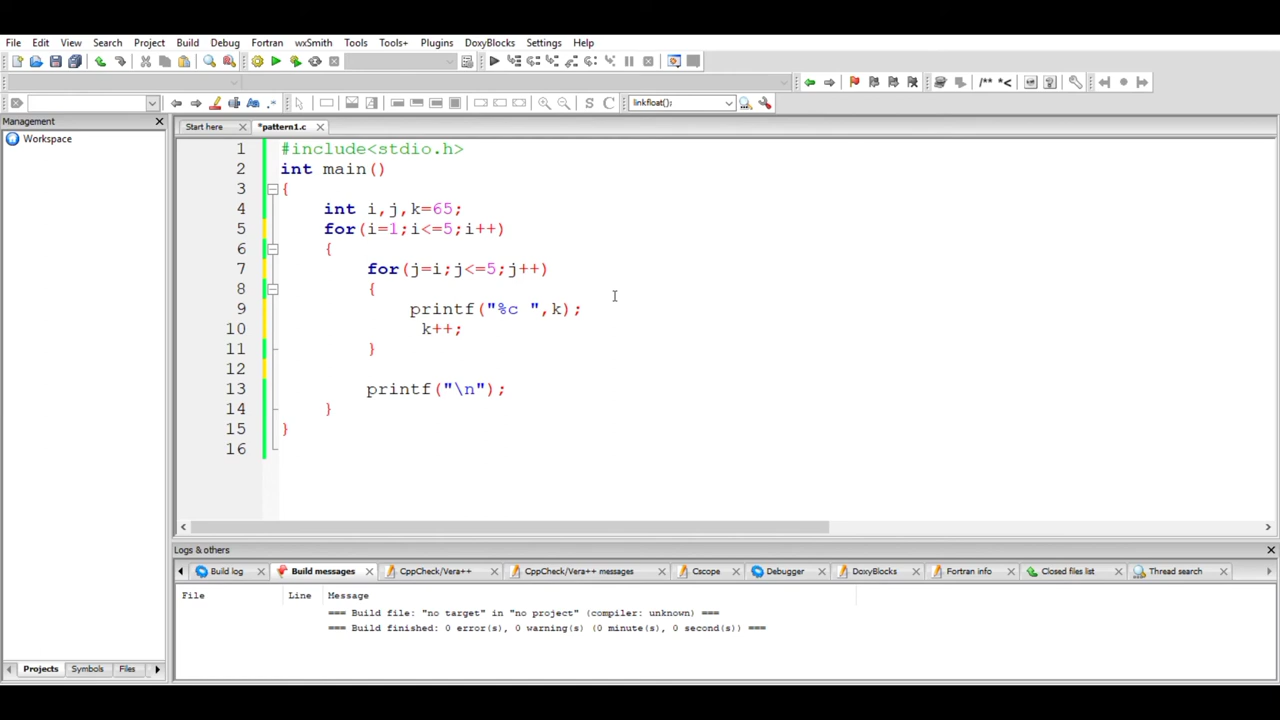 File Edit View Search Project Build Debug Fortran wxSmith Tools Tools+ Plugins DoxyBlocks Settings Help
/** *<
S C linkfloat();
Management
Start here *pattern1.c
Workspace
1 #include<stdio.h>
2 int main()
3 {
4 int i,j,k=65;
5 for(i=1;i<=5;i++)
6 {
7 for(j=i;j<=5;j++)
8 {
9 printf("%c ",k);
10 k++;
11 }
12
13 printf("\n");
14 }
15 }
16
Logs & others
Build log Build messages CppCheck/Vera++ CppCheck/Vera++ messages Cscope Debugger DoxyBlocks Fortran info Closed files list Thread search
File Line Message
=== Build file: "no target" in "no project" (compiler: unknown) ===
=== Build finished: 0 error(s), 0 warning(s) (0 minute(s), 0 second(s)) ===
Projects Symbols Files